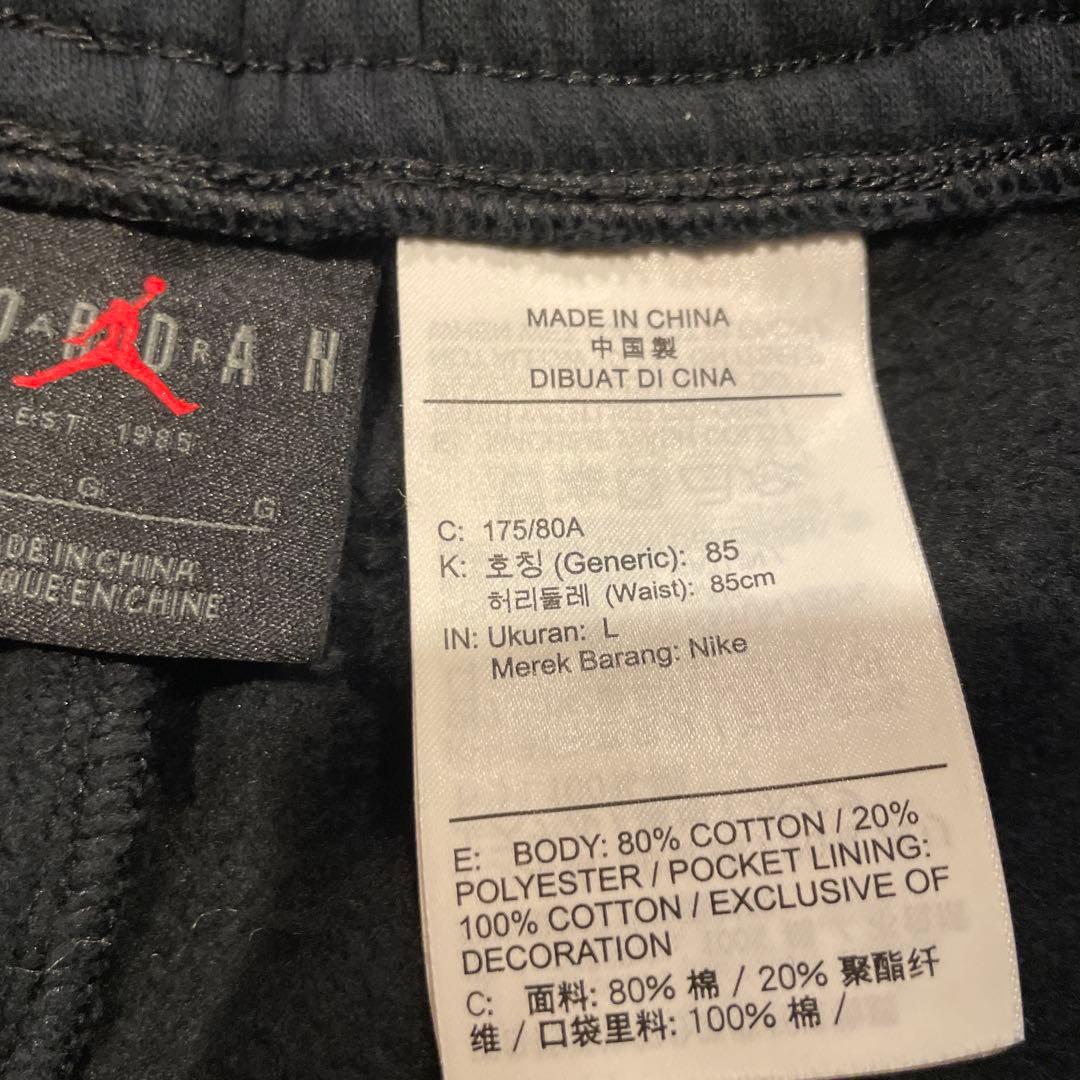 JORDAN
AIR
EST. 1985
G G
MADE IN CHINA
QUE EN CHINE
MADE IN CHINA
中国製
DIBUAT DI CINA
C: 175/80A
K: 호칭 (Generic): 85
허리둘레 (Waist): 85cm
IN: Ukuran: L
Merek Barang: Nike
E: BODY: 80% COTTON / 20%
POLYESTER / POCKET LINING:
100% COTTON / EXCLUSIVE OF
DECORATION
C: 面料: 80% 棉 / 20% 聚酯纤
维 / 口袋里料: 100% 棉 /